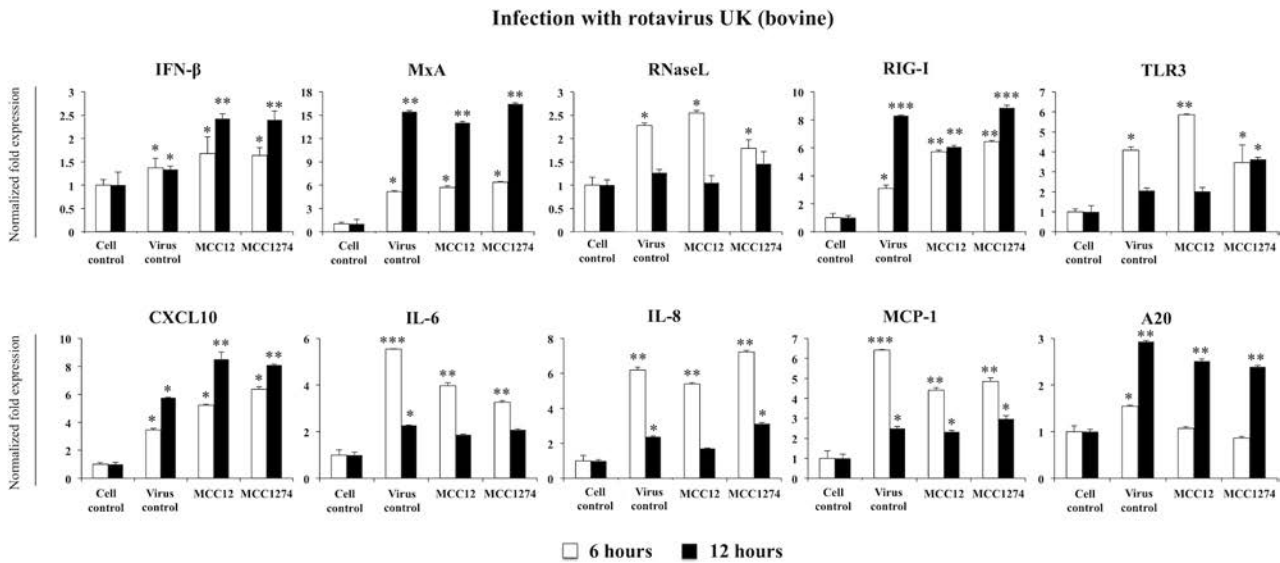 Infection with rotavirus UK (bovine)
IFN-β
MxA
RNaseL
RIG-I
TLR3
Normalized fold expression
3
2.5
2
1.5
1
0.5
0
* * * ** * **
Cell control
Virus control
MCC12
MCC1274
18
15
12
9
6
3
0
* ** * ** * **
Cell control
Virus control
MCC12
MCC1274
3
2.5
2
1.5
1
0.5
0
* * *
Cell control
Virus control
MCC12
MCC1274
10
8
6
4
2
0
* *** ** ** ** ***
Cell control
Virus control
MCC12
MCC1274
7
6
5
4
3
2
1
0
* ** * *
Cell control
Virus control
MCC12
MCC1274
CXCL10
IL-6
IL-8
MCP-1
A20
Normalized fold expression
10
8
6
4
2
0
* * * ** * **
Cell control
Virus control
MCC12
MCC1274
6
4
2
0
*** * ** **
Cell control
Virus control
MCC12
MCC1274
8
6
4
2
0
** * ** ** *
Cell control
Virus control
MCC12
MCC1274
7
6
5
4
3
2
1
0
*** * ** * ** *
Cell control
Virus control
MCC12
MCC1274
3
2
1
0
* ** ** **
Cell control
Virus control
MCC12
MCC1274
6 hours
12 hours